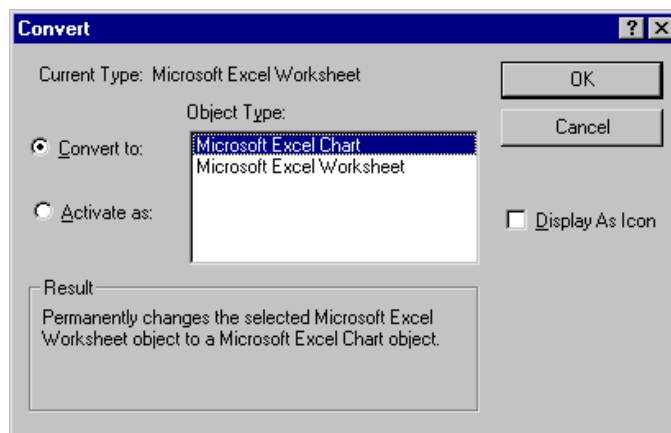 Convert
Current Type: Microsoft Excel Worksheet
OK
Cancel
Object Type:
Convert to:
Microsoft Excel Chart
Microsoft Excel Worksheet
Activate as:
Display As Icon
Result
Permanently changes the selected Microsoft Excel
Worksheet object to a Microsoft Excel Chart object.